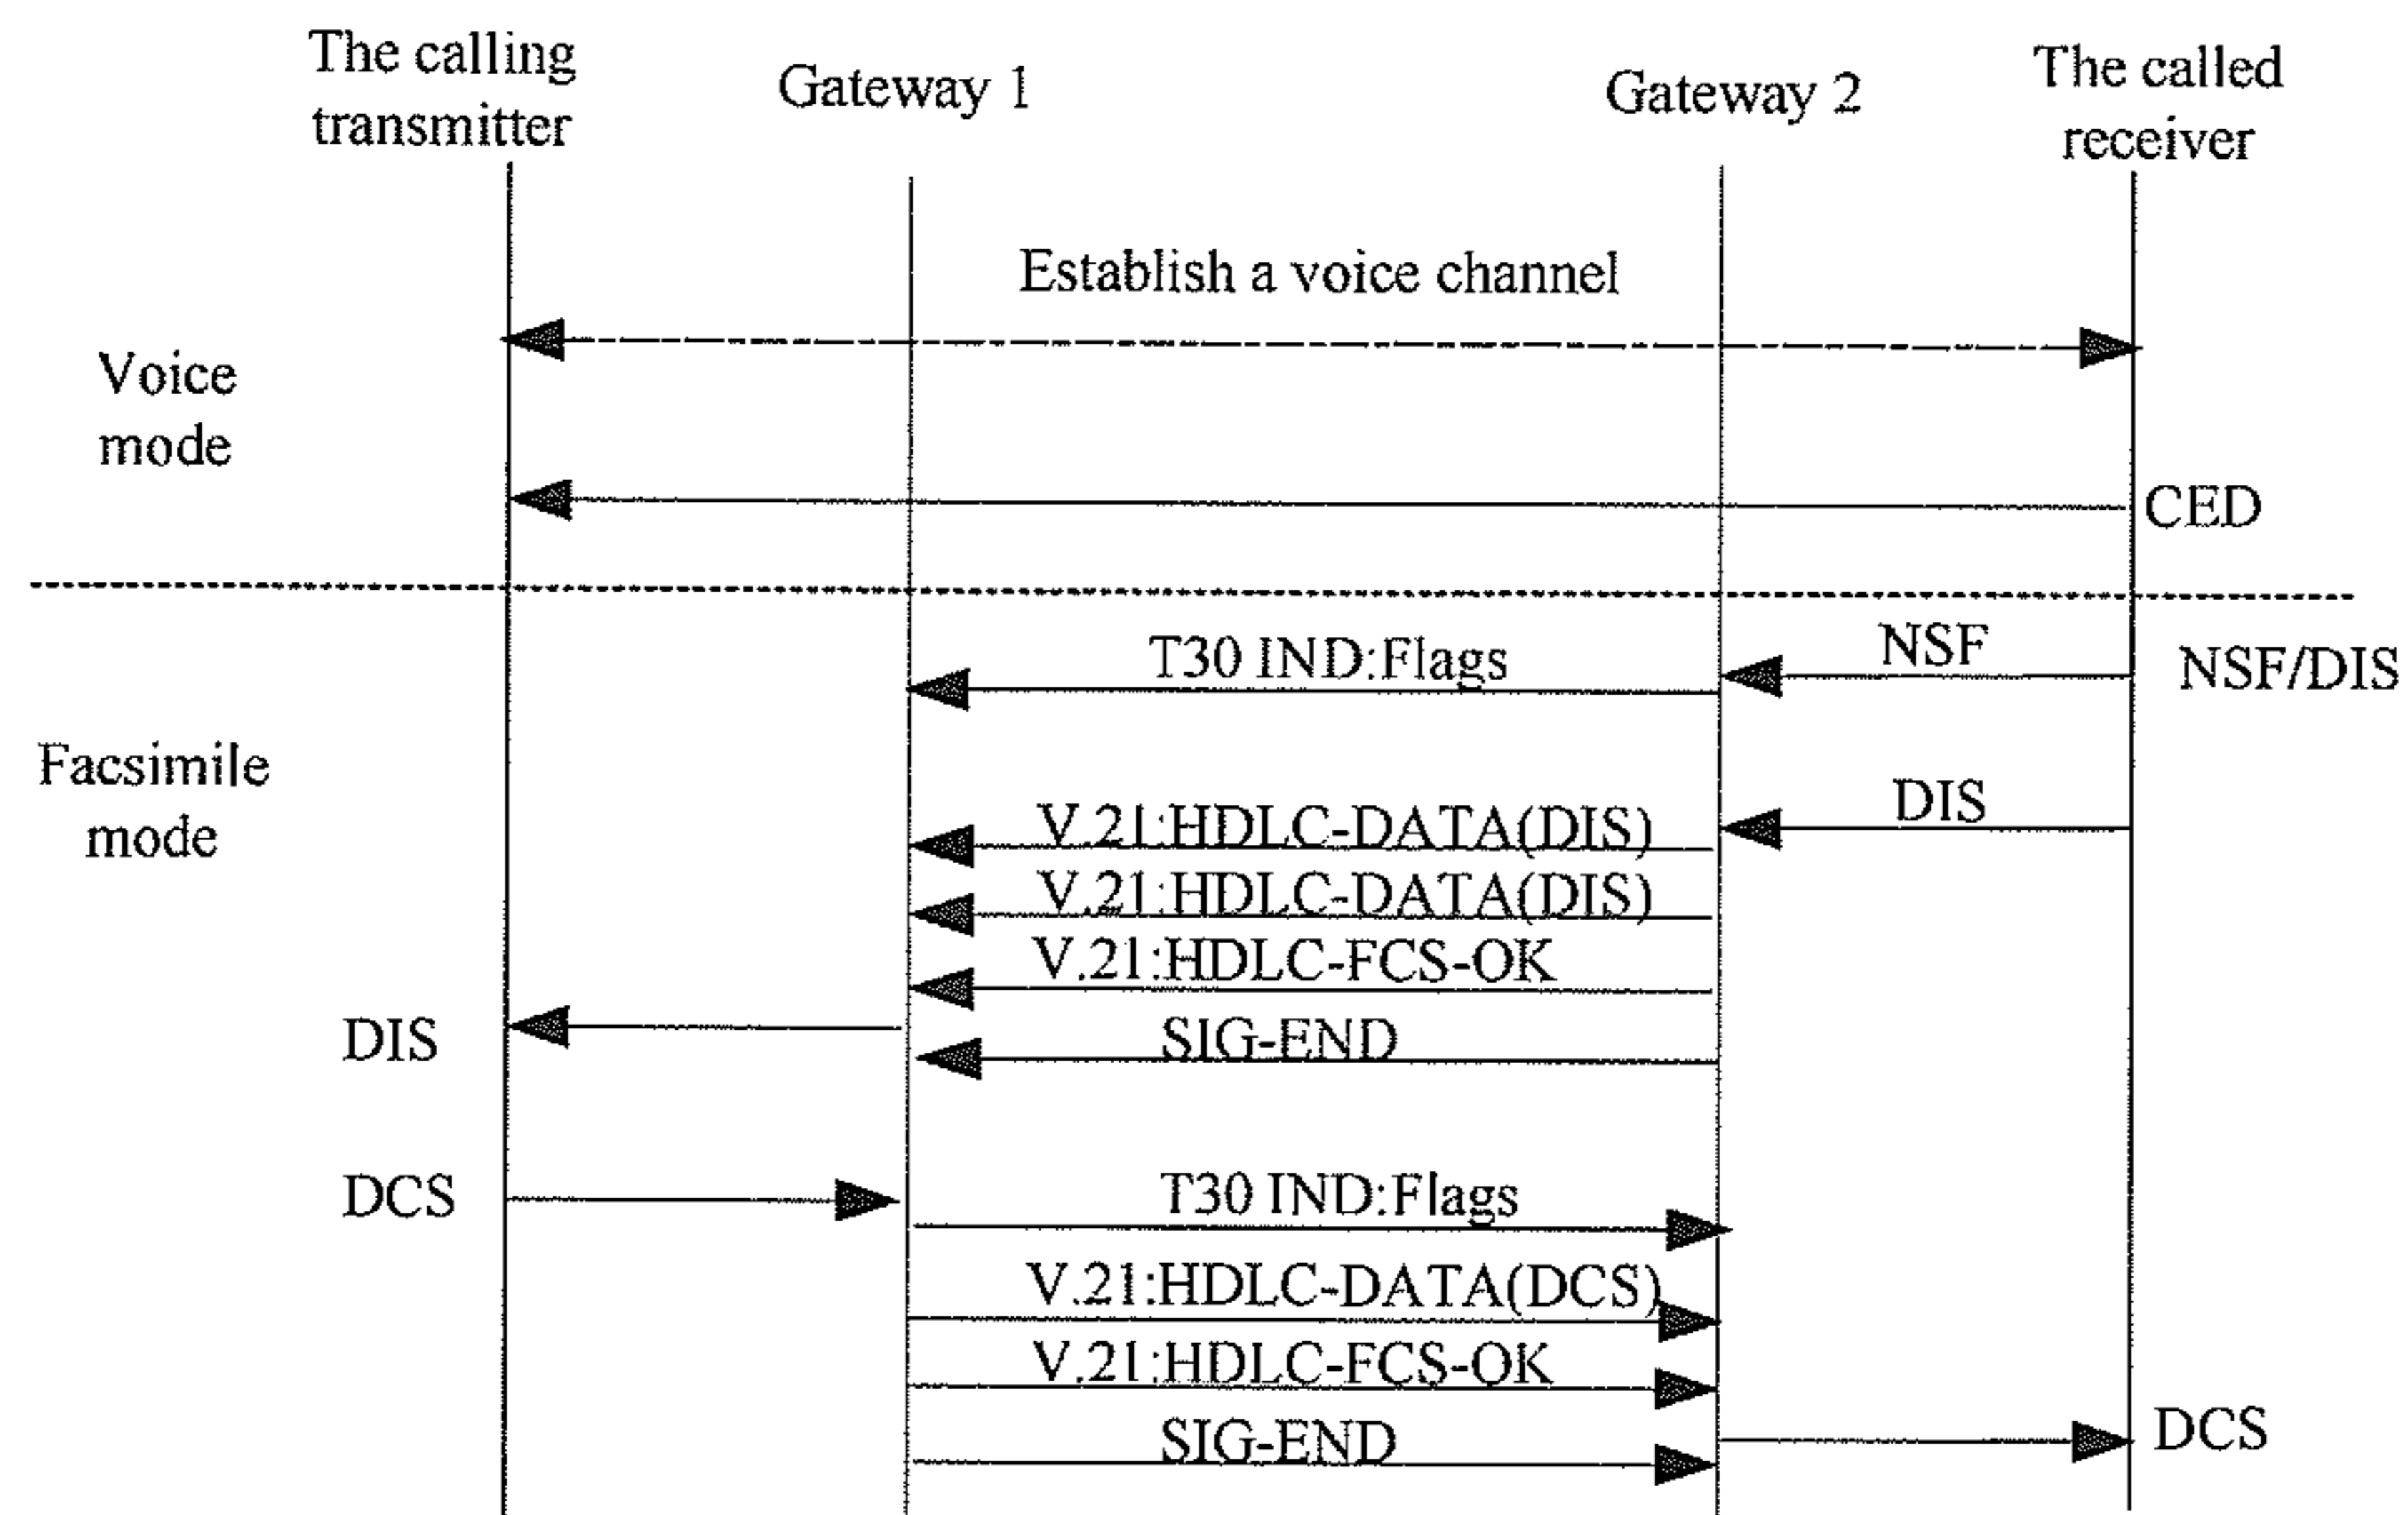 The calling
transmitter
Gateway 1
Gateway 2
The called
receiver
Establish a voice channel
Voice
mode
CED
T30 IND:Flags
NSF
NSF/DIS
Facsimile
mode
V.21:HDLC-DATA(DIS)
DIS
V.21:HDLC-DATA(DIS)
V.21:HDLC-FCS-OK
DIS
SIG-END
DCS
T30 IND:Flags
V.21:HDLC-DATA(DCS)
V.21:HDLC-FCS-OK
SIG-END
DCS